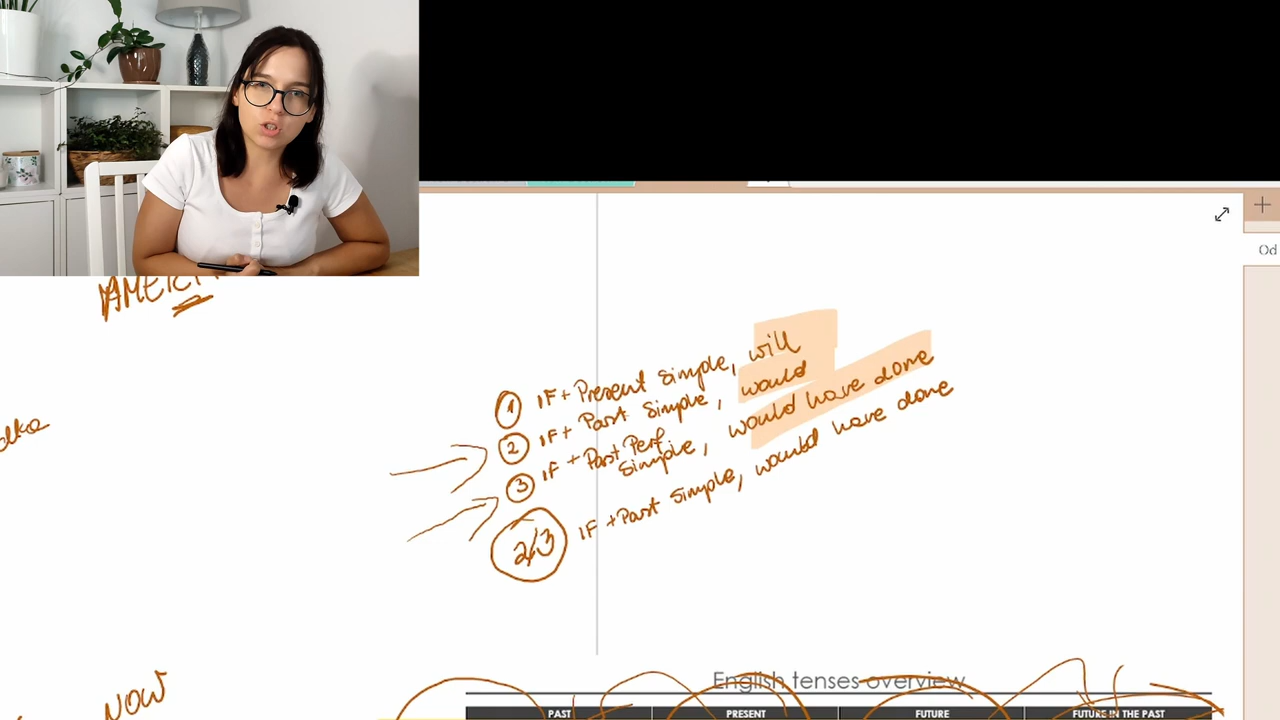 AMERI
Od
① IF + Present simple, will
② IF + Past simple, would
③ IF + Past Perf simple, would have done
2/3 IF + Past simple, would have done
NOW
English tenses overview
PAST PRESENT FUTURE FUTURE IN THE PAST